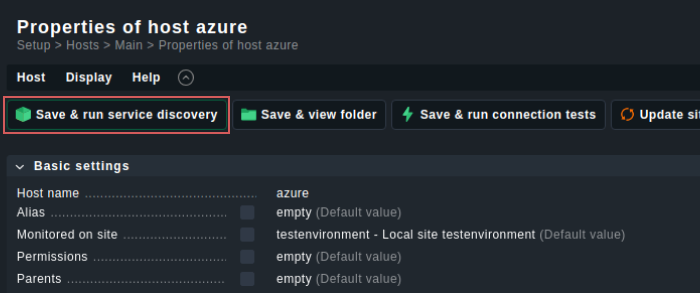 Properties of host azure
Setup > Hosts > Main > Properties of host azure
Host Display Help
Save & run service discovery Save & view folder Save & run connection tests Update
Basic settings
Host name azure
Alias empty (Default value)
Monitored on site testenvironment - Local site testenvironment (Default value)
Permissions empty (Default value)
Parents empty (Default value)